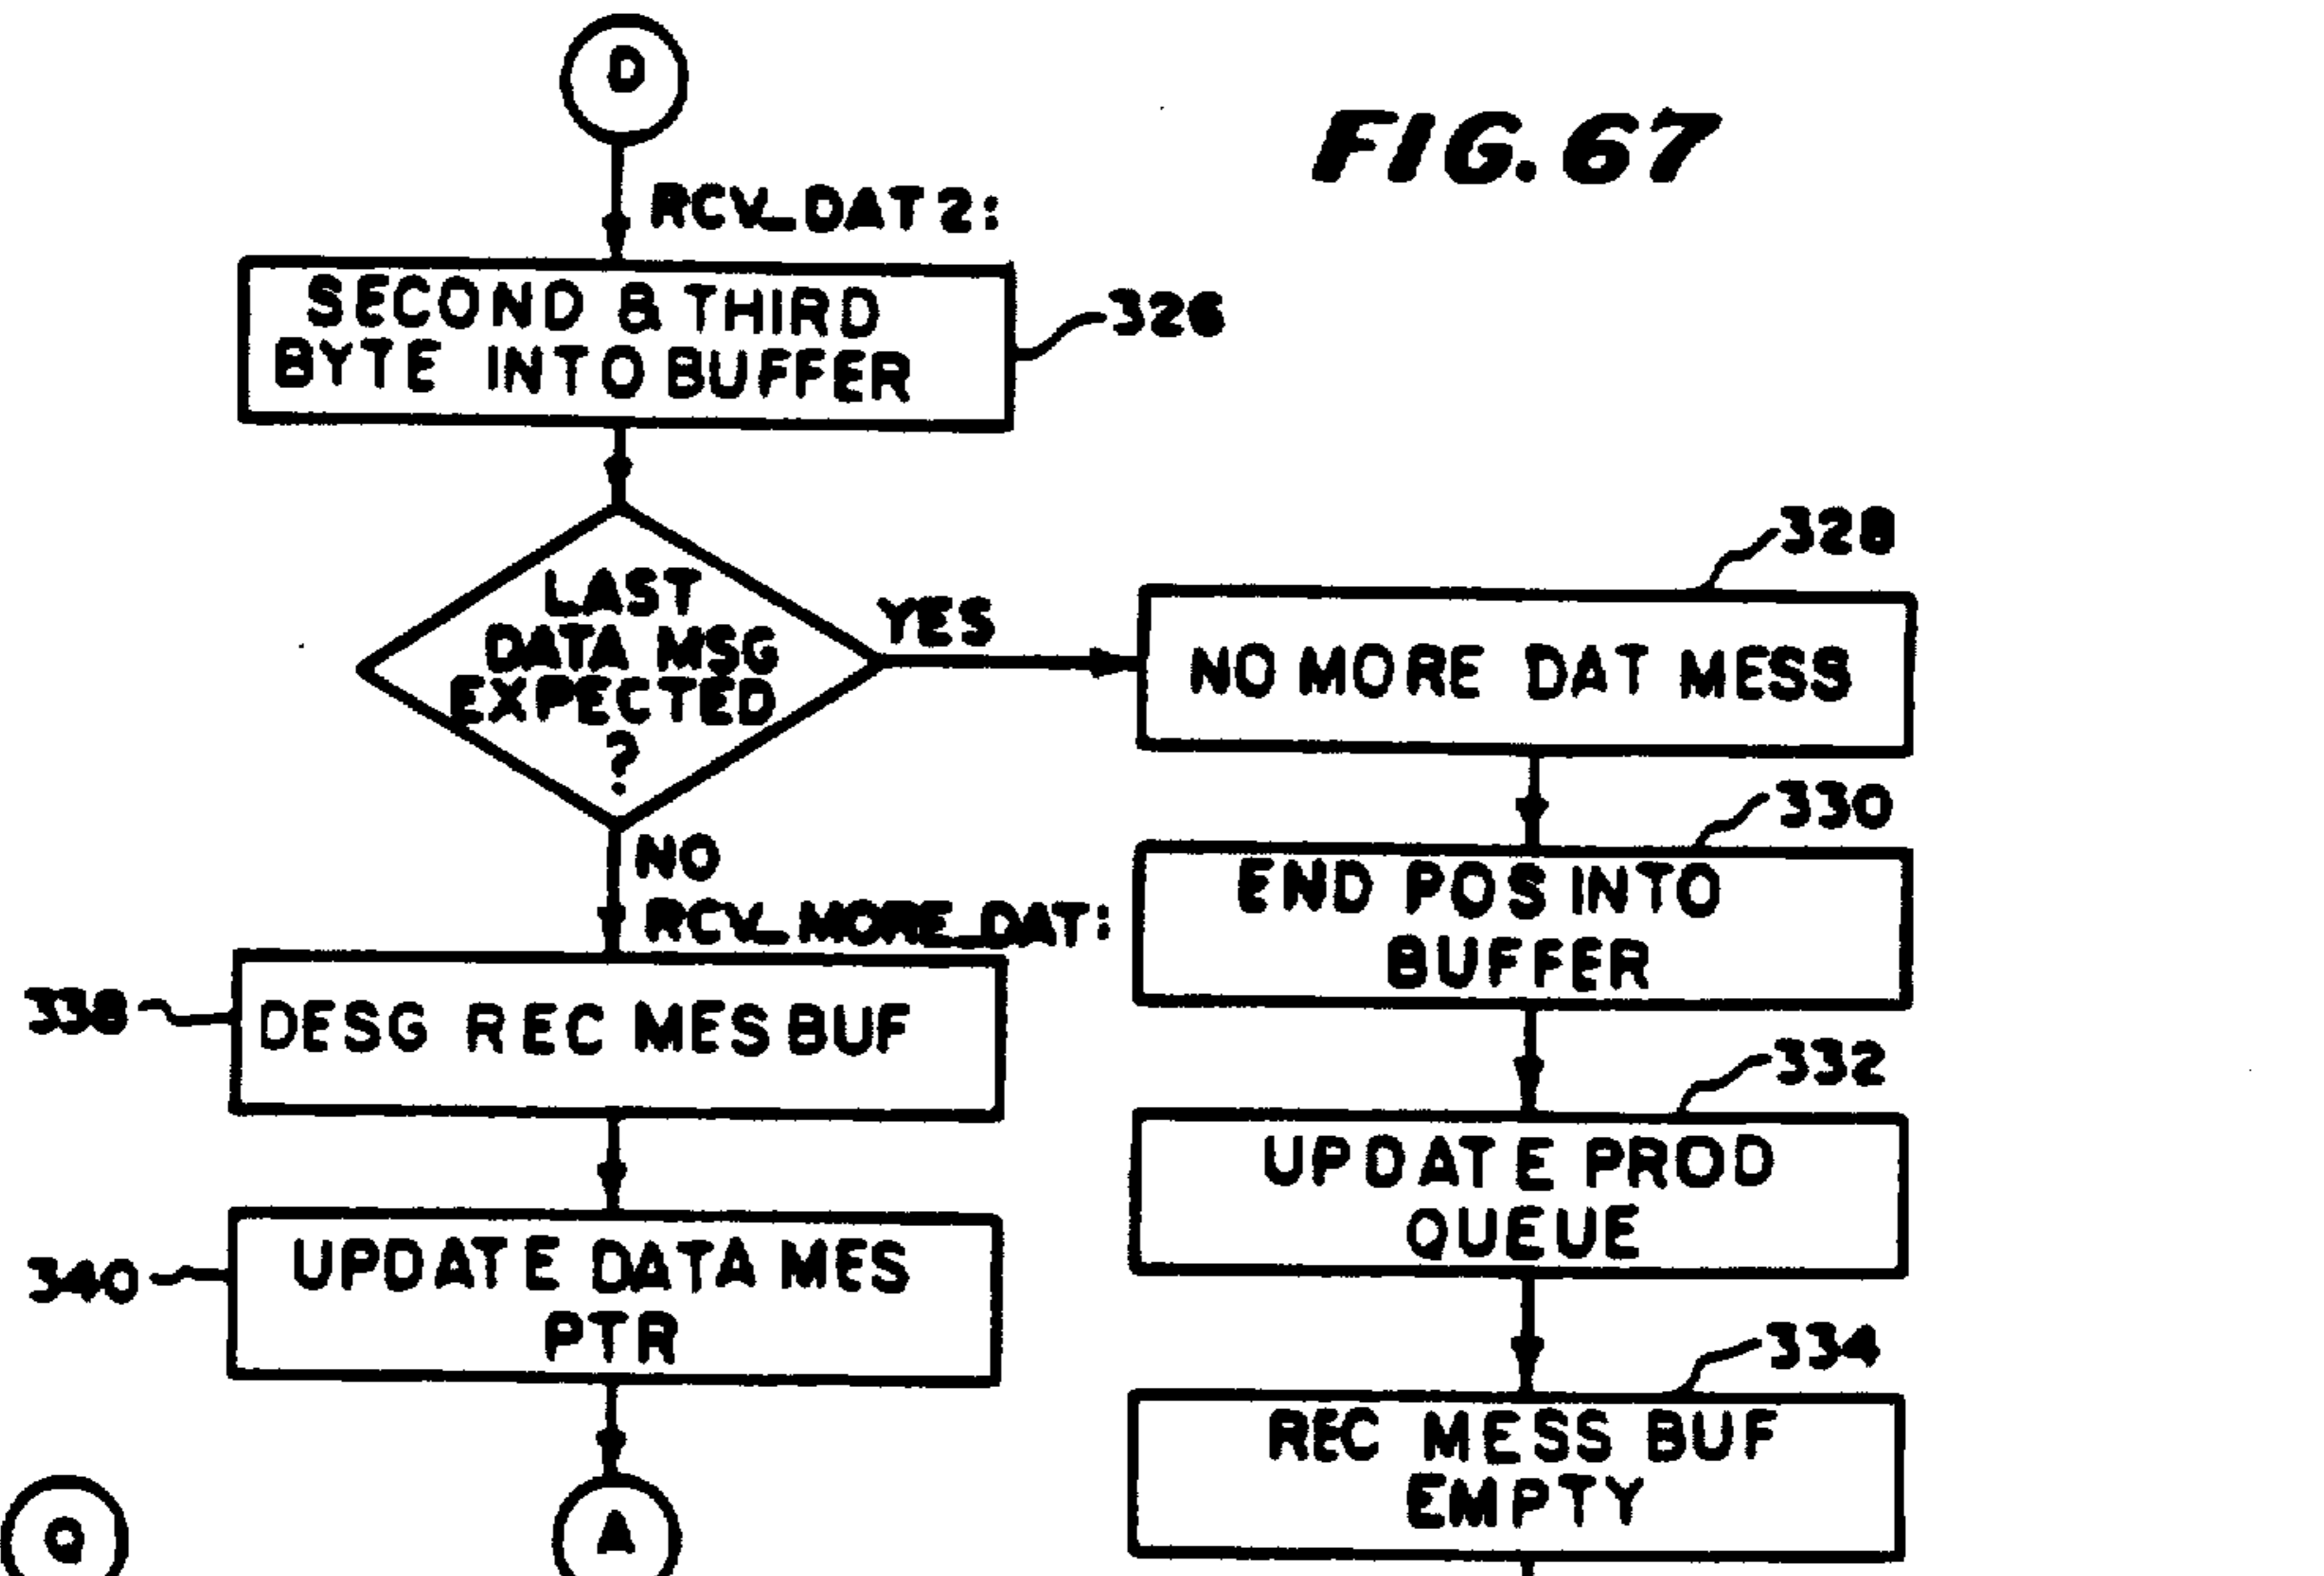 D
FIG. 67
RCV_DAT2:
SECOND & THIRD
BYTE INTO BUFFER
326
LAST
DATA MSG
EXPECTED
?
YES
328
NO MORE DAT MESS
330
END POS INTO
BUFFER
NO
RCV_MORE_DAT:
338
DESG REC MES BUF
332
UPDATE PROD
QUEUE
340
UPDATE DATA MES
PTR
334
REC MESS BUF
EMPTY
A